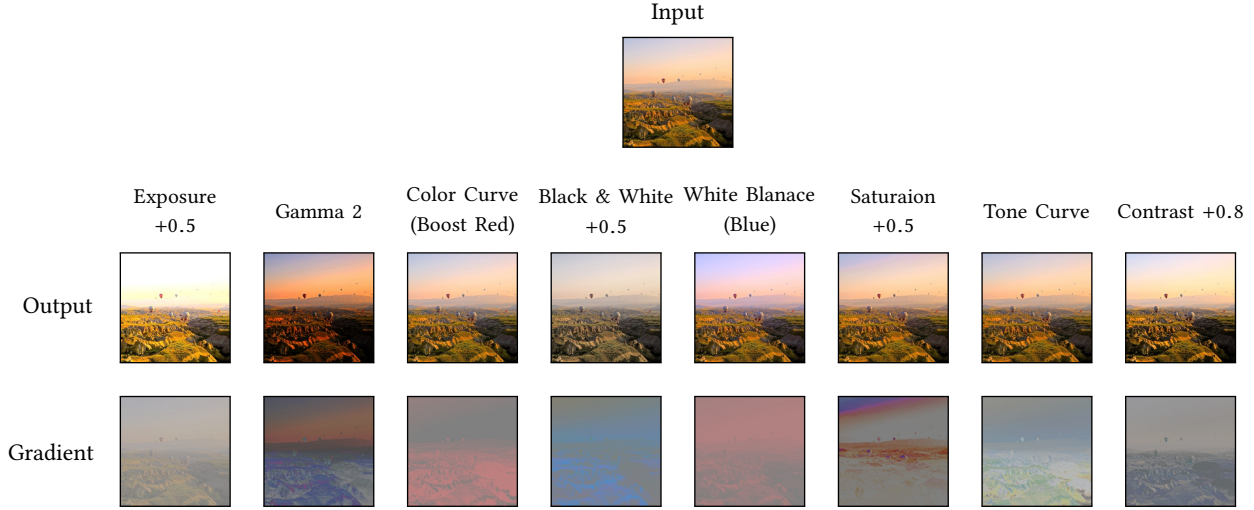 Input
Exposure
+0.5
Gamma 2
Color Curve
(Boost Red)
Black & White
+0.5
White Blanace
(Blue)
Saturaion
+0.5
Tone Curve
Contrast +0.8
Output
Gradient